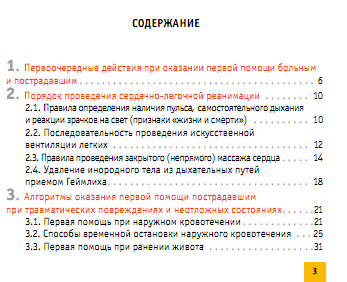 СОДЕРЖАНИЕ
1. Первоочередные действия при оказании первой помощи больным
и пострадавшим . . . . . . . . . . . . . . . . . . . . . . . . . . . . . . . . . . . . 6
2. Порядок проведения сердечно-легочной реанимации . . . . . . 10
2.1. Правила определения наличия пульса, самостоятельного дыхания
и реакции зрачков на свет (признаки «жизни и смерти») . . . . . . 10
2.2. Последовательность проведения искусственной
вентиляции легких . . . . . . . . . . . . . . . . . . . . . . . . . . . . . . 12
2.3. Правила проведения закрытого (непрямого) массажа сердца . . . . 14
2.4. Удаление инородного тела из дыхательных путей
приемом Геймлиха . . . . . . . . . . . . . . . . . . . . . . . . . . . . . . 18
3. Алгоритмы оказания первой помощи пострадавшим
при травматических повреждениях и неотложных состояниях . . . . . . 21
3.1. Первая помощь при наружном кровотечении . . . . . . . . . . . . 21
3.2. Способы временной остановки наружного кровотечения . . . . 25
3.3. Первая помощь при ранении живота . . . . . . . . . . . . . . . . . 31
3